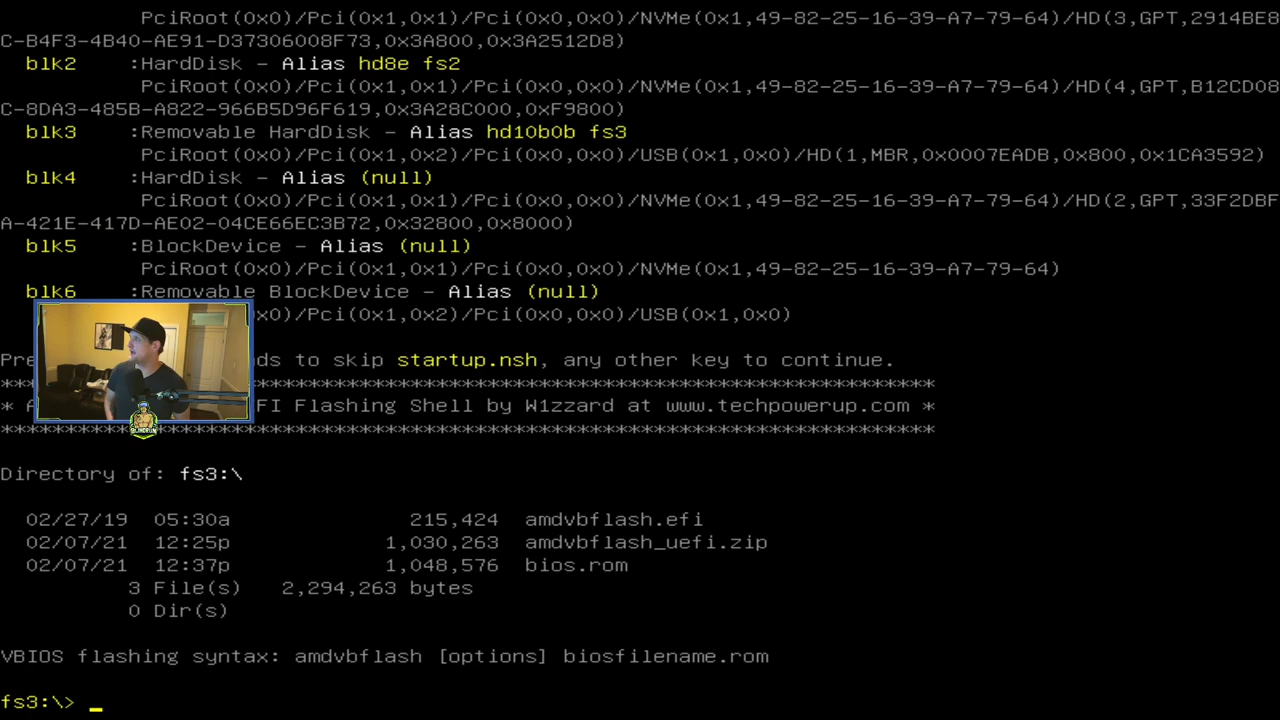 PciRoot(0x0)/Pci(0x1,0x1)/Pci(0x0,0x0)/NVMe(0x1,49-82-25-16-39-A7-79-64)/HD(3,GPT,2914BE8
C-B4F3-4B40-AE91-D37306008F73,0x3A800,0x3A2512D8)
blk2 :HardDisk - Alias hd8e fs2
PciRoot(0x0)/Pci(0x1,0x1)/Pci(0x0,0x0)/NVMe(0x1,49-82-25-16-39-A7-79-64)/HD(4,GPT,B12CD08
C-8DA3-485B-A822-966B5D96F619,0x3A28C000,0xF9800)
blk3 :Removable HardDisk - Alias hd10b0b fs3
PciRoot(0x0)/Pci(0x1,0x2)/Pci(0x0,0x0)/USB(0x1,0x0)/HD(1,MBR,0x0007EADB,0x800,0x1CA3592)
blk4 :HardDisk - Alias (null)
PciRoot(0x0)/Pci(0x1,0x1)/Pci(0x0,0x0)/NVMe(0x1,49-82-25-16-39-A7-79-64)/HD(2,GPT,33F2DBF
A-421E-417D-AE02-04CE66EC3B72,0x32800,0x8000)
blk5 :BlockDevice - Alias (null)
PciRoot(0x0)/Pci(0x1,0x1)/Pci(0x0,0x0)/NVMe(0x1,49-82-25-16-39-A7-79-64)
blk6 :Removable BlockDevice - Alias (null)
0x0)/Pci(0x1,0x2)/Pci(0x0,0x0)/USB(0x1,0x0)
to skip startup.nsh, any other key to continue.
***********************************************************************
* Flashing Shell by W1zzard at www.techpowerup.com *
***********************************************************************
Directory of: fs3:\
02/27/19 05:30a 215,424 amdvbflash.efi
02/07/21 12:25p 1,030,263 amdvbflash_uefi.zip
02/07/21 12:37p 1,048,576 bios.rom
3 File(s) 2,294,263 bytes
0 Dir(s)
VBIOS flashing syntax: amdvbflash [options] biosfilename.rom
fs3:\> _